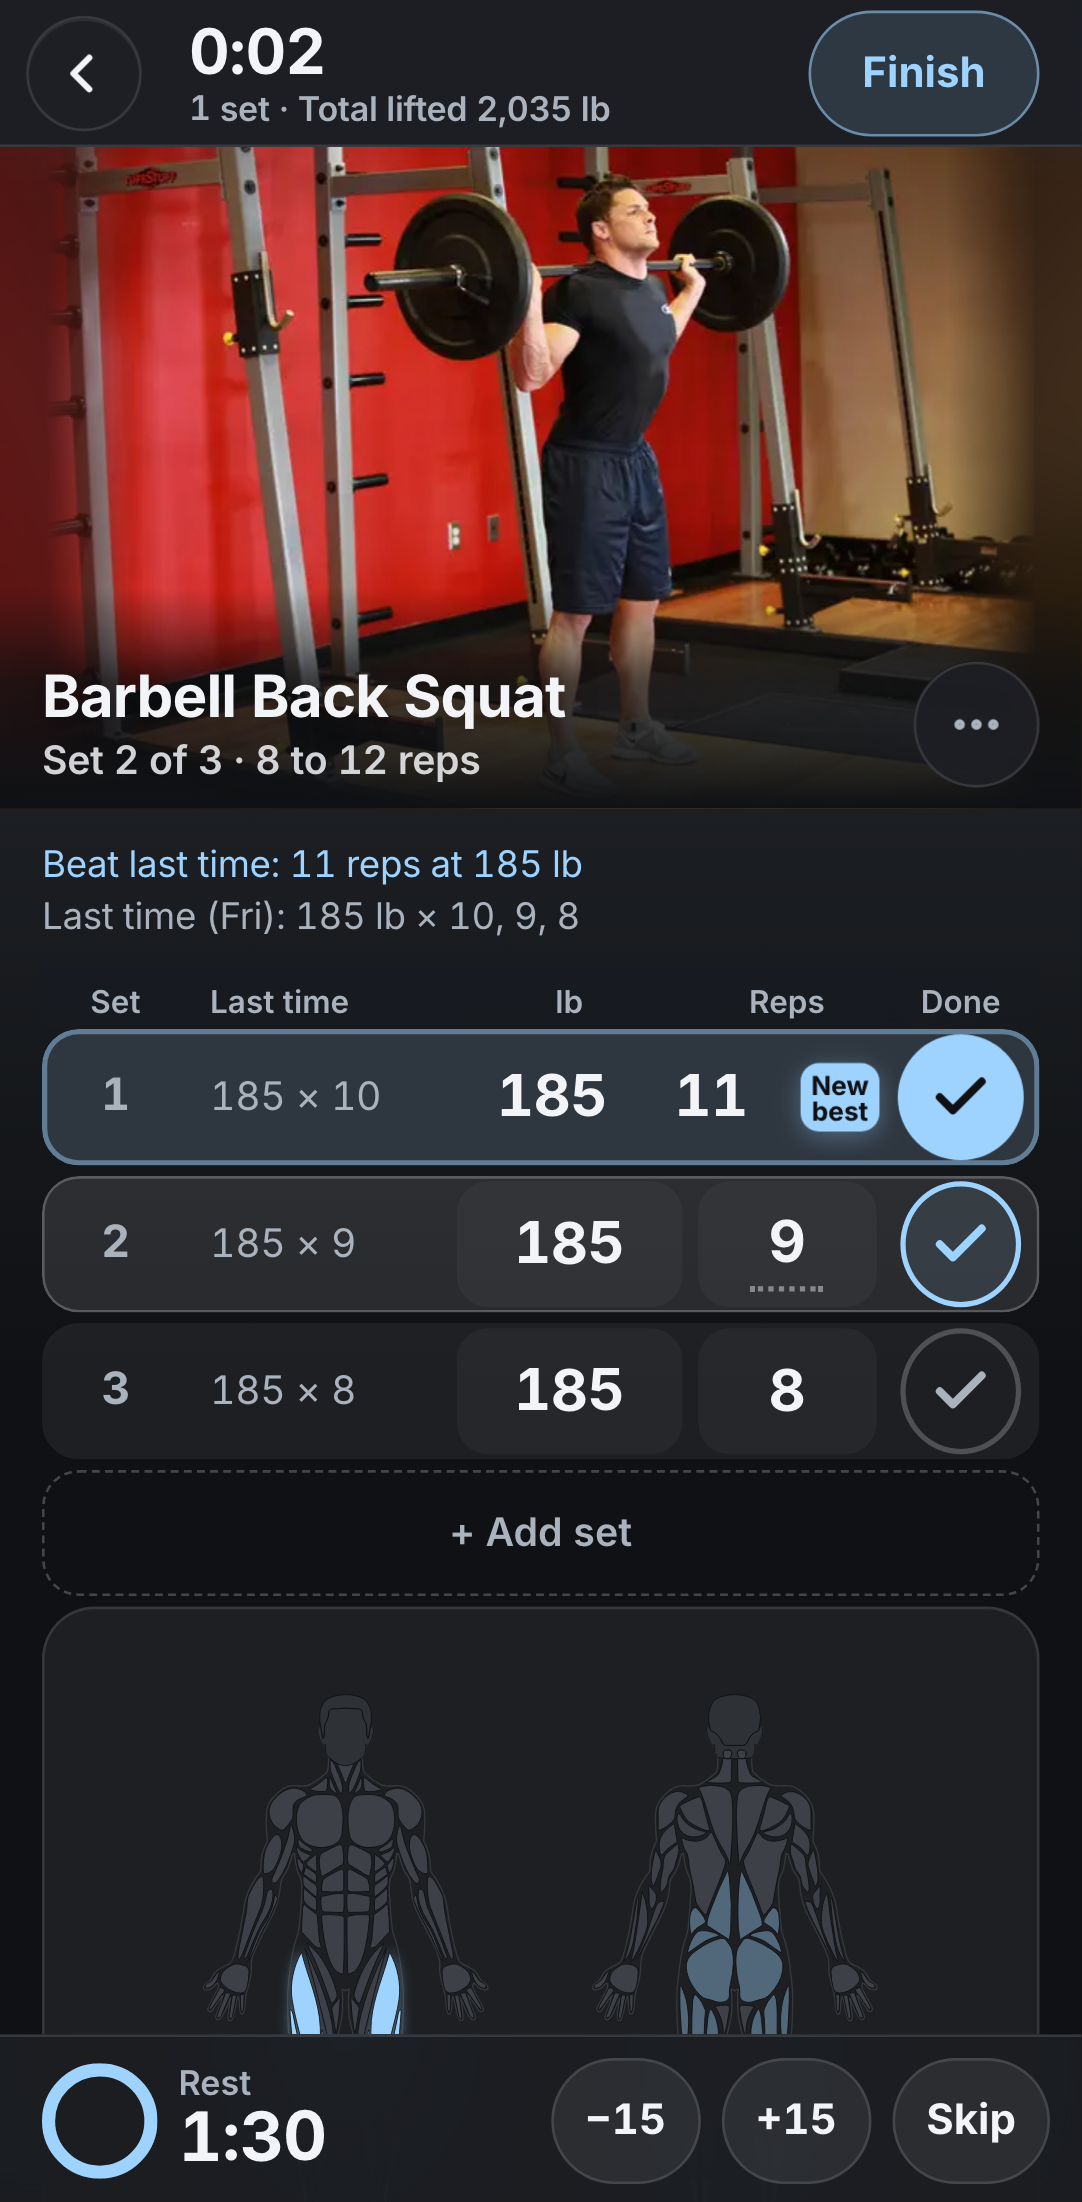 0:02
1 set · Total lifted 2,035 lb
Finish
Barbell Back Squat
Set 2 of 3 · 8 to 12 reps
Beat last time: 11 reps at 185 lb
Last time (Fri): 185 lb × 10, 9, 8
Set Last time lb Reps Done
1 185 × 10 185 11 New best
2 185 × 9 185 9
3 185 × 8 185 8
+ Add set
Rest
1:30
−15 +15 Skip